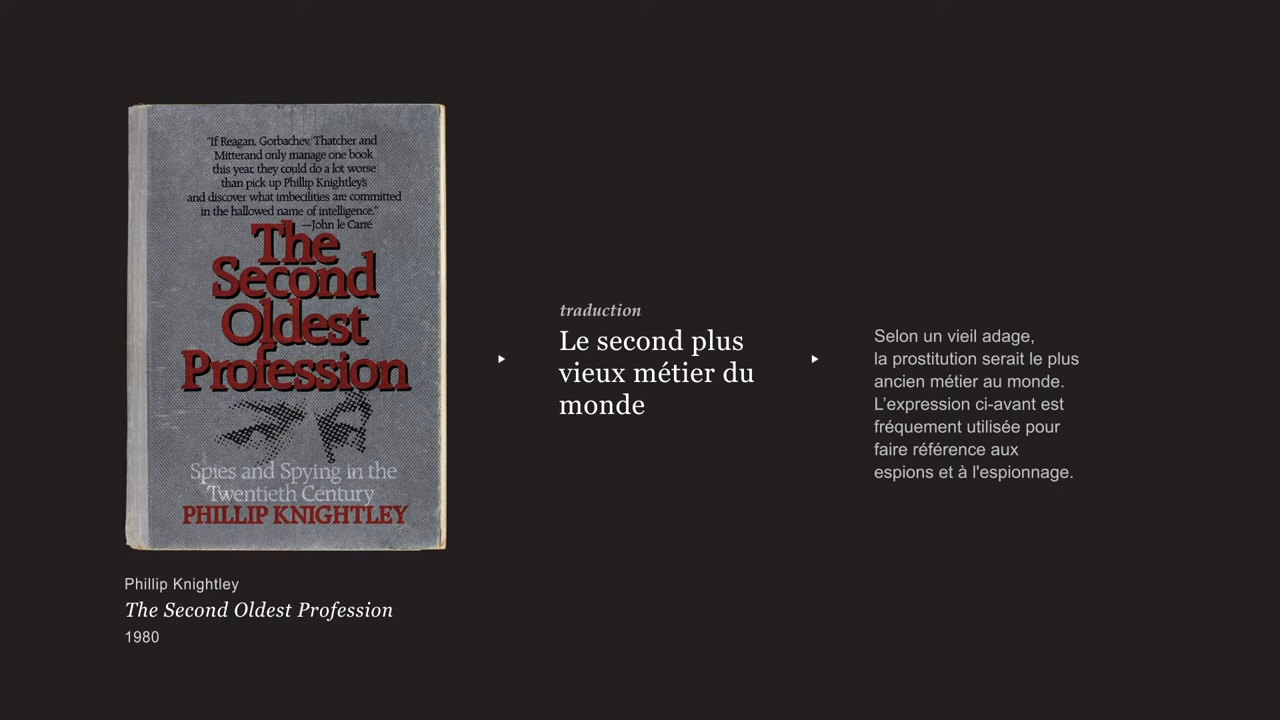 "If Reagan, Gorbachev, Thatcher and
Mitterand only manage one book
this year, they could do a lot worse
than pick up Phillip Knightley's
and discover what imbecilities are committed
in the hallowed name of intelligence."
—John le Carré
The
Second
Oldest
Profession
Spies and Spying in the
Twentieth Century
PHILLIP KNIGHTLEY
Phillip Knightley
The Second Oldest Profession
1980
traduction
Le second plus
vieux métier du
monde
Selon un vieil adage,
la prostitution serait le plus
ancien métier au monde.
L'expression ci-avant est
fréquement utilisée pour
faire référence aux
espions et à l'espionnage.